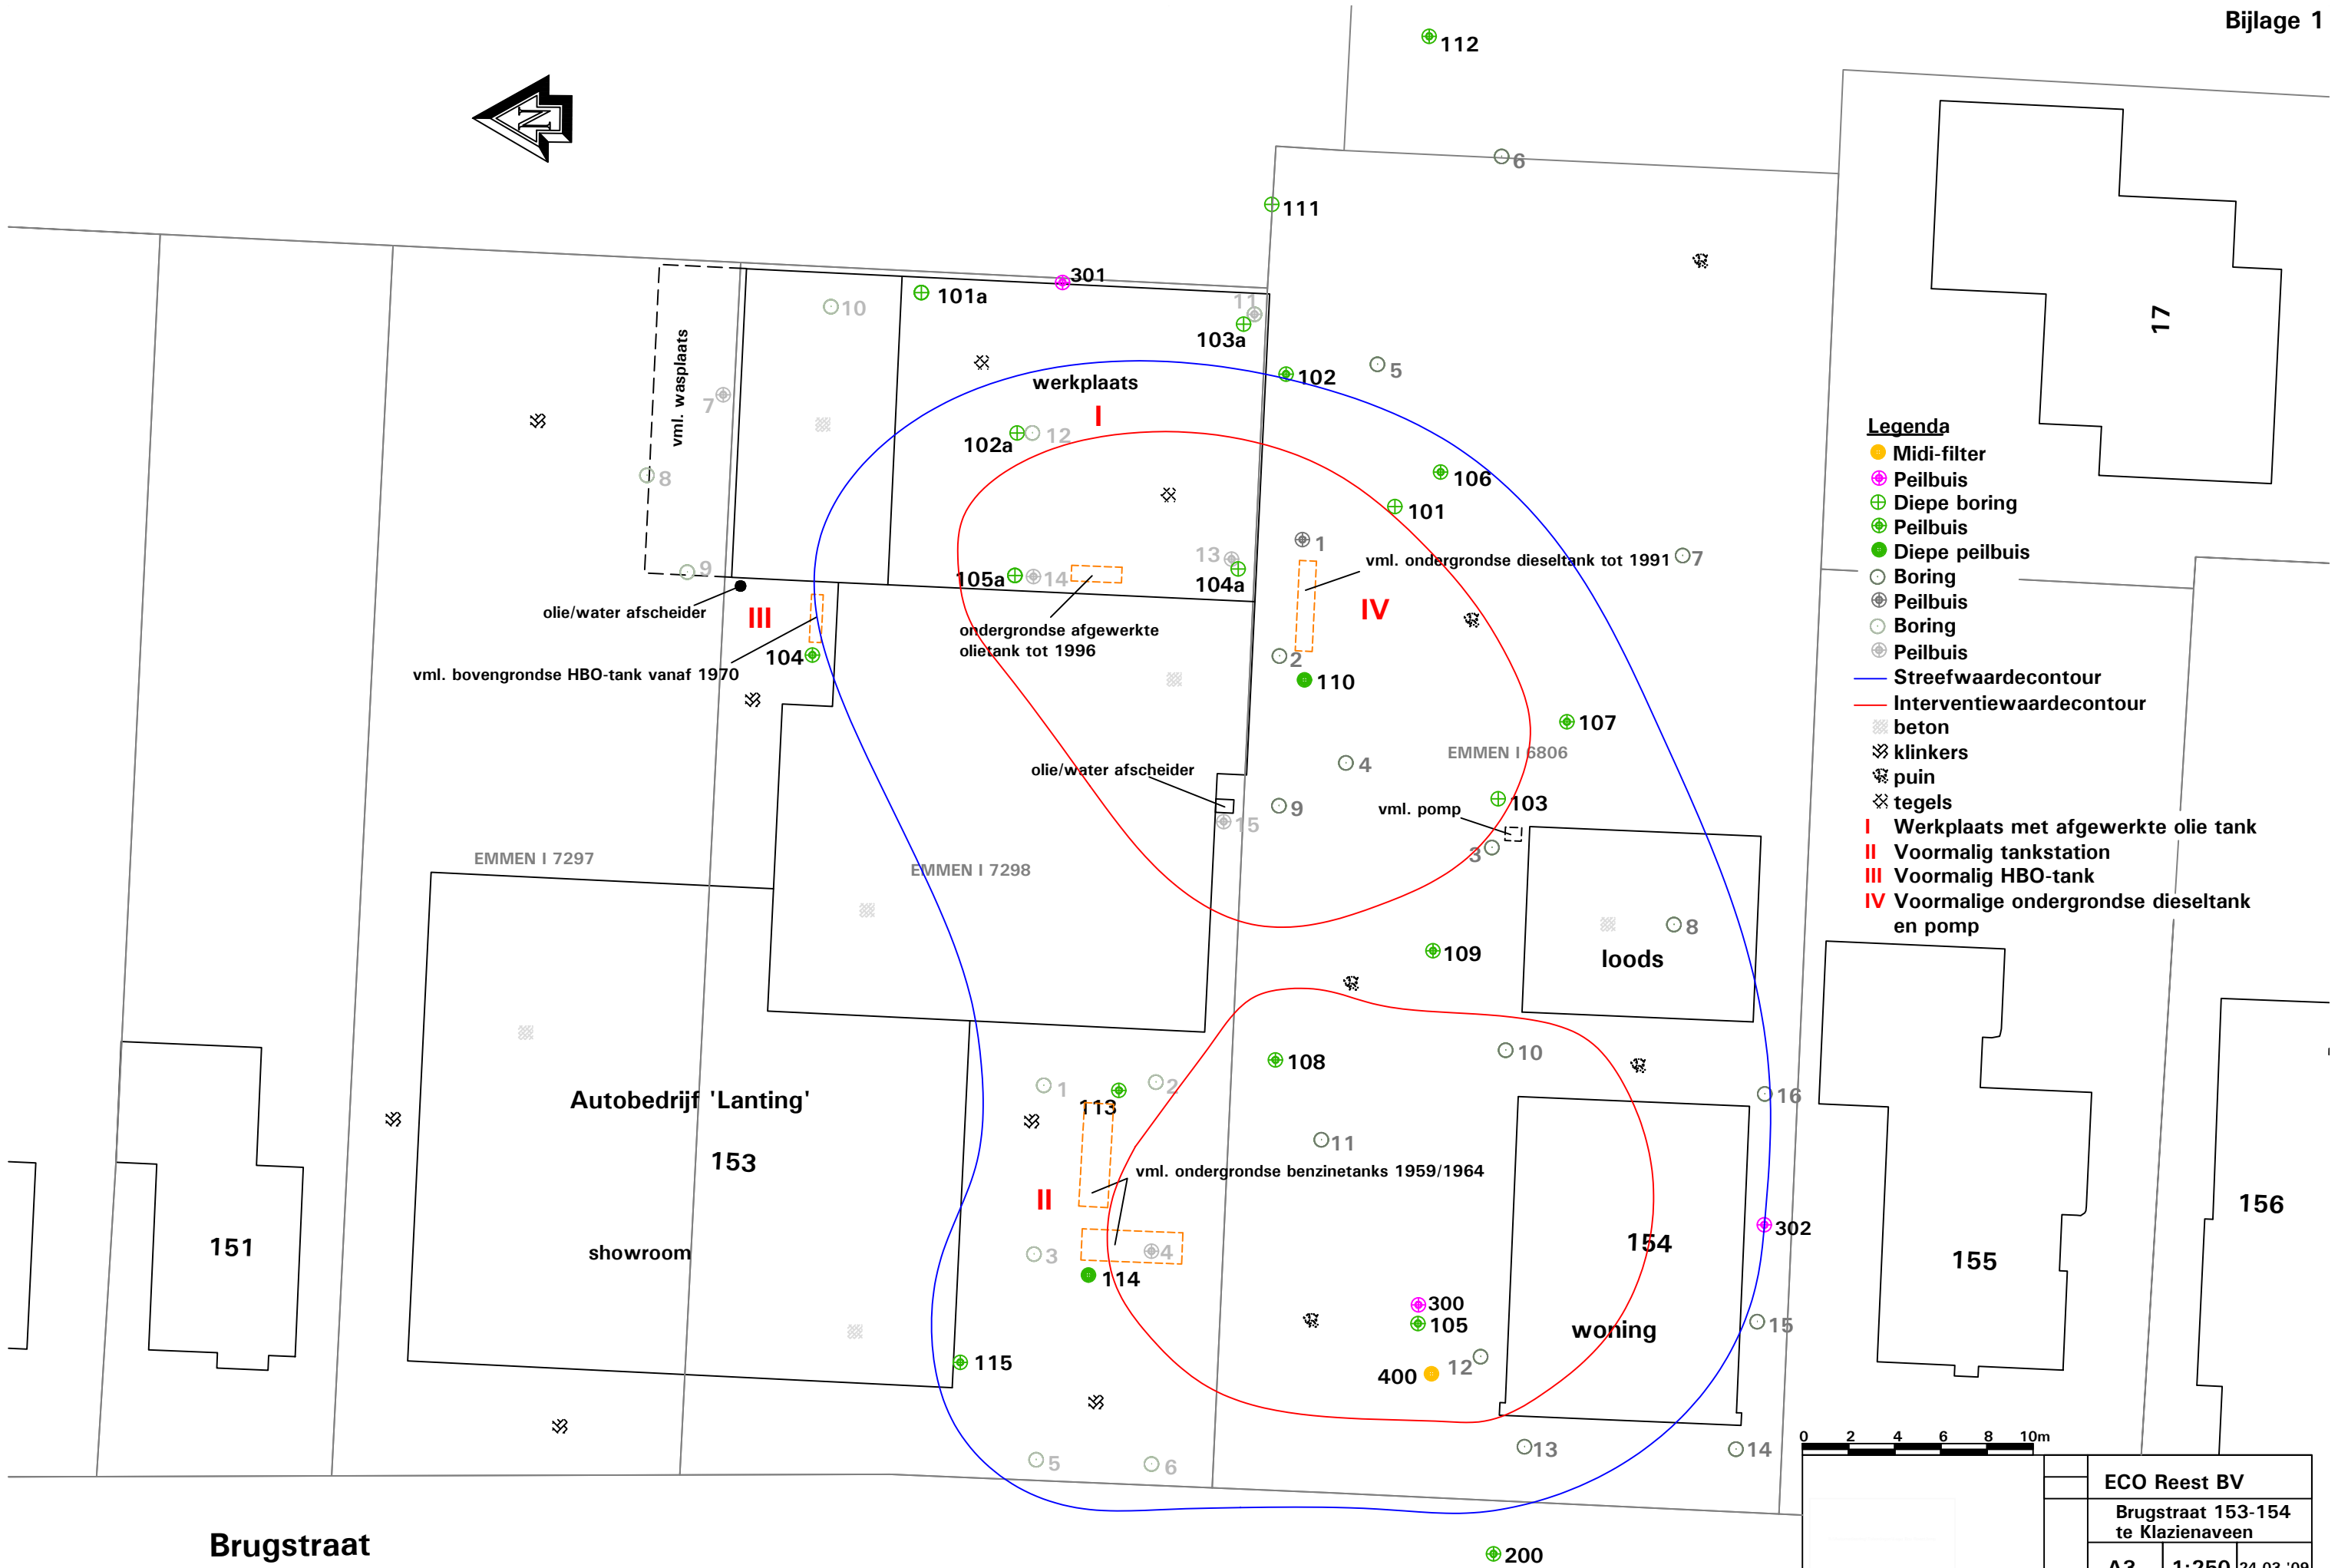 Bijlage 1
112
N
6
111
301
101a
10
11
103a
vml. wasplaats
werkplaats
I
102
5
7
102a
12
8
106
101
1
13
vml. ondergrondse dieseltank tot 1991
7
9
105a
14
104a
olie/water afscheider
III
IV
ondergrondse afgewerkte
olietank tot 1996
104
2
vml. bovengrondse HBO-tank vanaf 1970
110
107
EMMEN I 6806
4
olie/water afscheider
9
103
vml. pomp
15
3
EMMEN I 7297
EMMEN I 7298
8
109
loods
10
108
1
2
113
Autobedrijf 'Lanting'
16
11
153
vml. ondergrondse benzinetanks 1959/1964
II
151
showroom
3
4
154
302
155
156
17
114
300
105
woning
15
115
12
400
13
14
5
6
Brugstraat
200
Legenda
Midi-filter
Peilbuis
Diepe boring
Peilbuis
Diepe peilbuis
Boring
Peilbuis
Boring
Peilbuis
Streefwaardecontour
Interventiewaardecontour
beton
klinkers
puin
tegels
I Werkplaats met afgewerkte olie tank
II Voormalig tankstation
III Voormalig HBO-tank
IV Voormalige ondergrondse dieseltank
en pomp
0 2 4 6 8 10m
ECO Reest BV
Brugstraat 153-154
te Klazienaveen
A3 1:250 24-03-'09